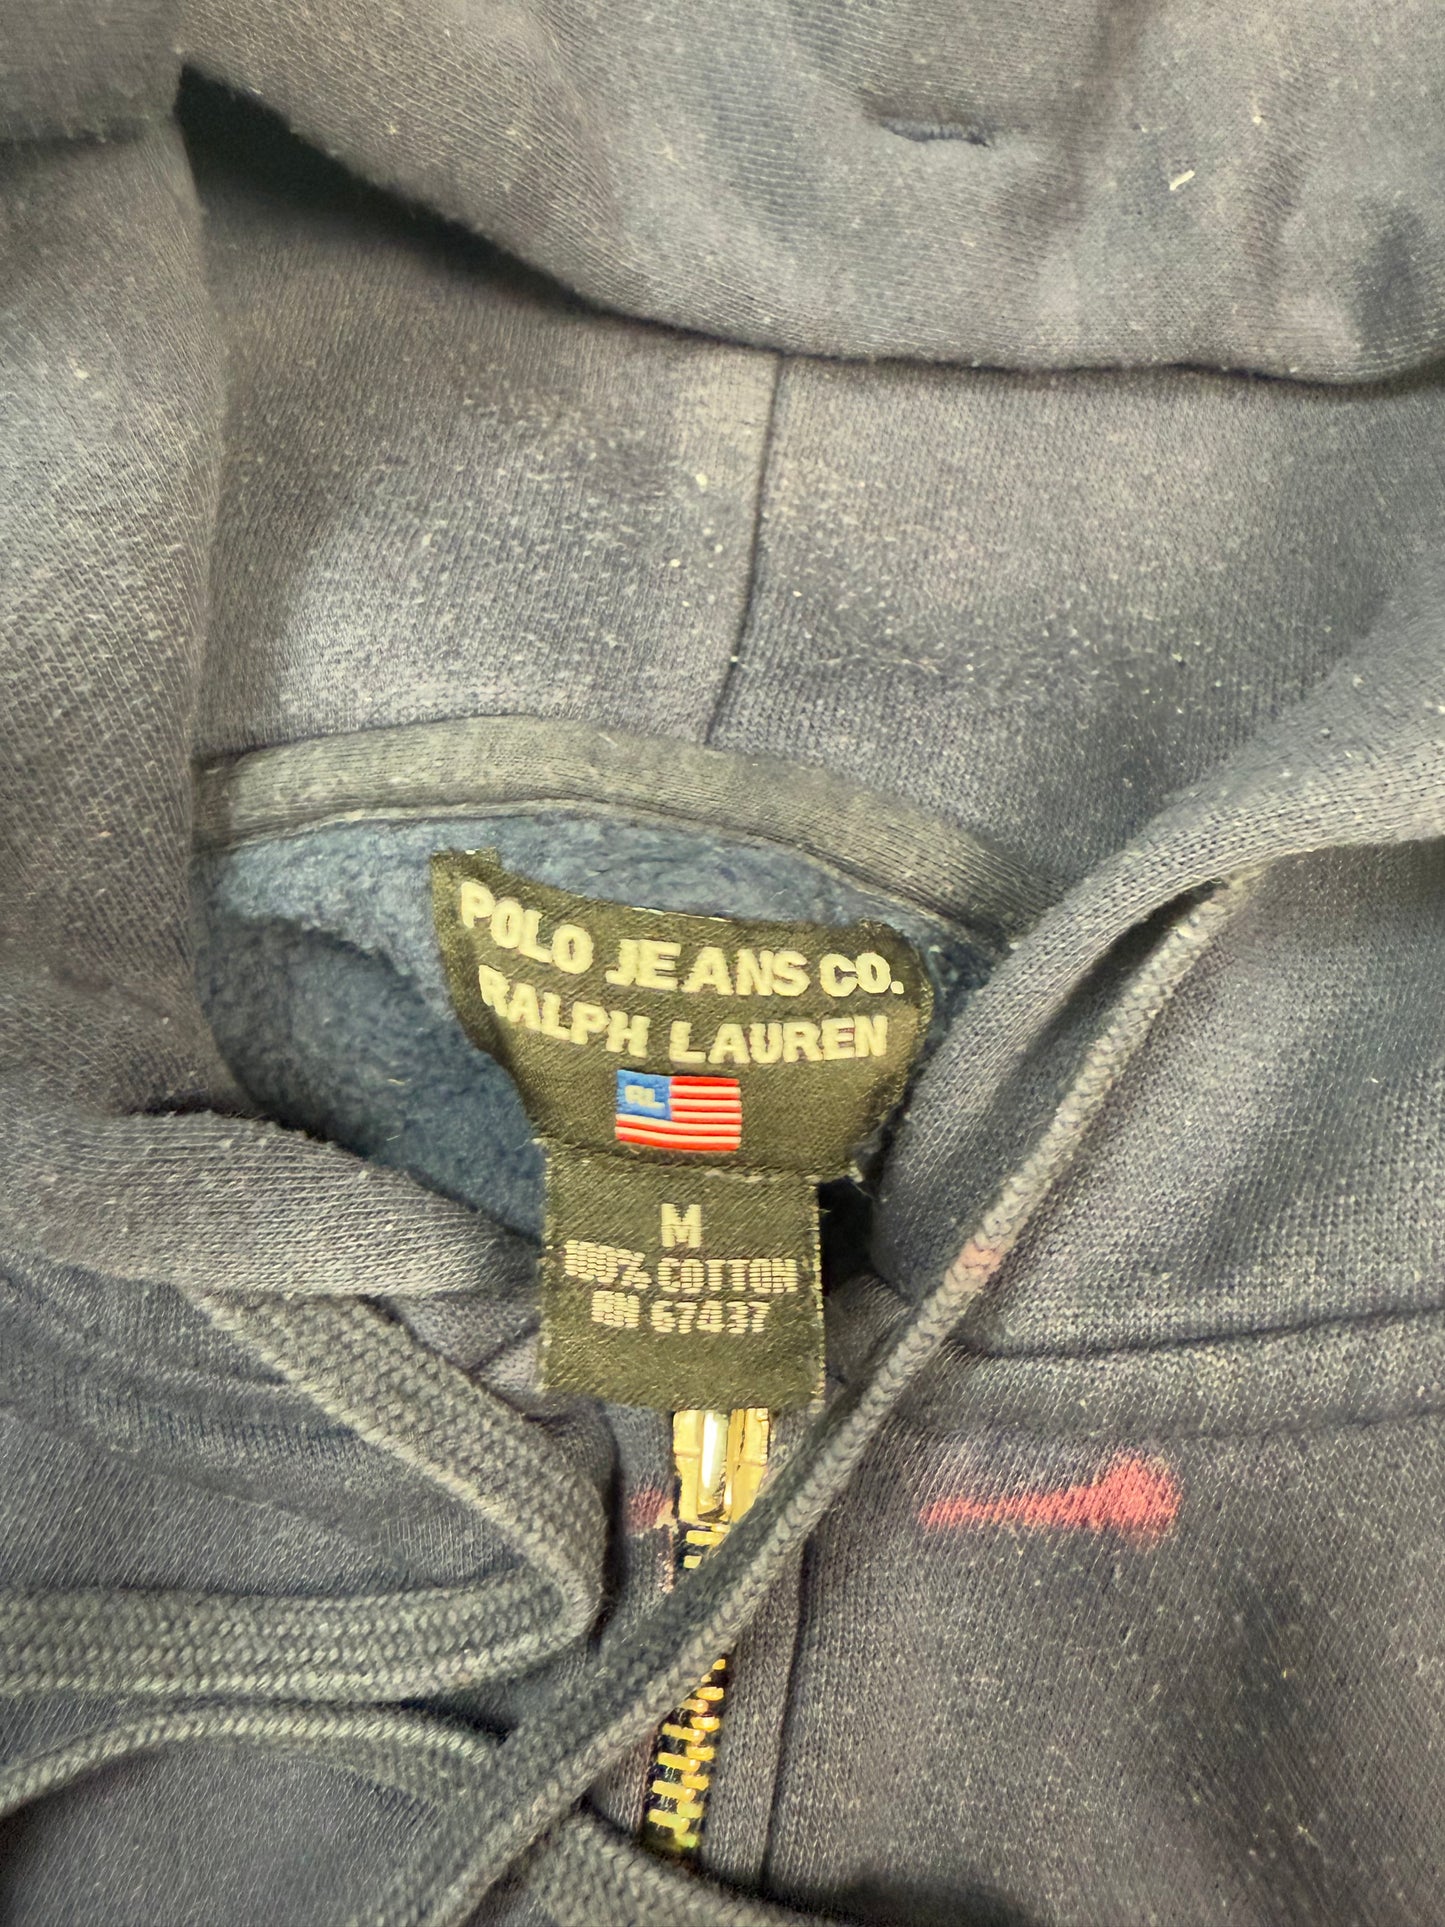 POLO JEANS CO.
RALPH LAUREN
RL
M
100% COTTON
RN 67437